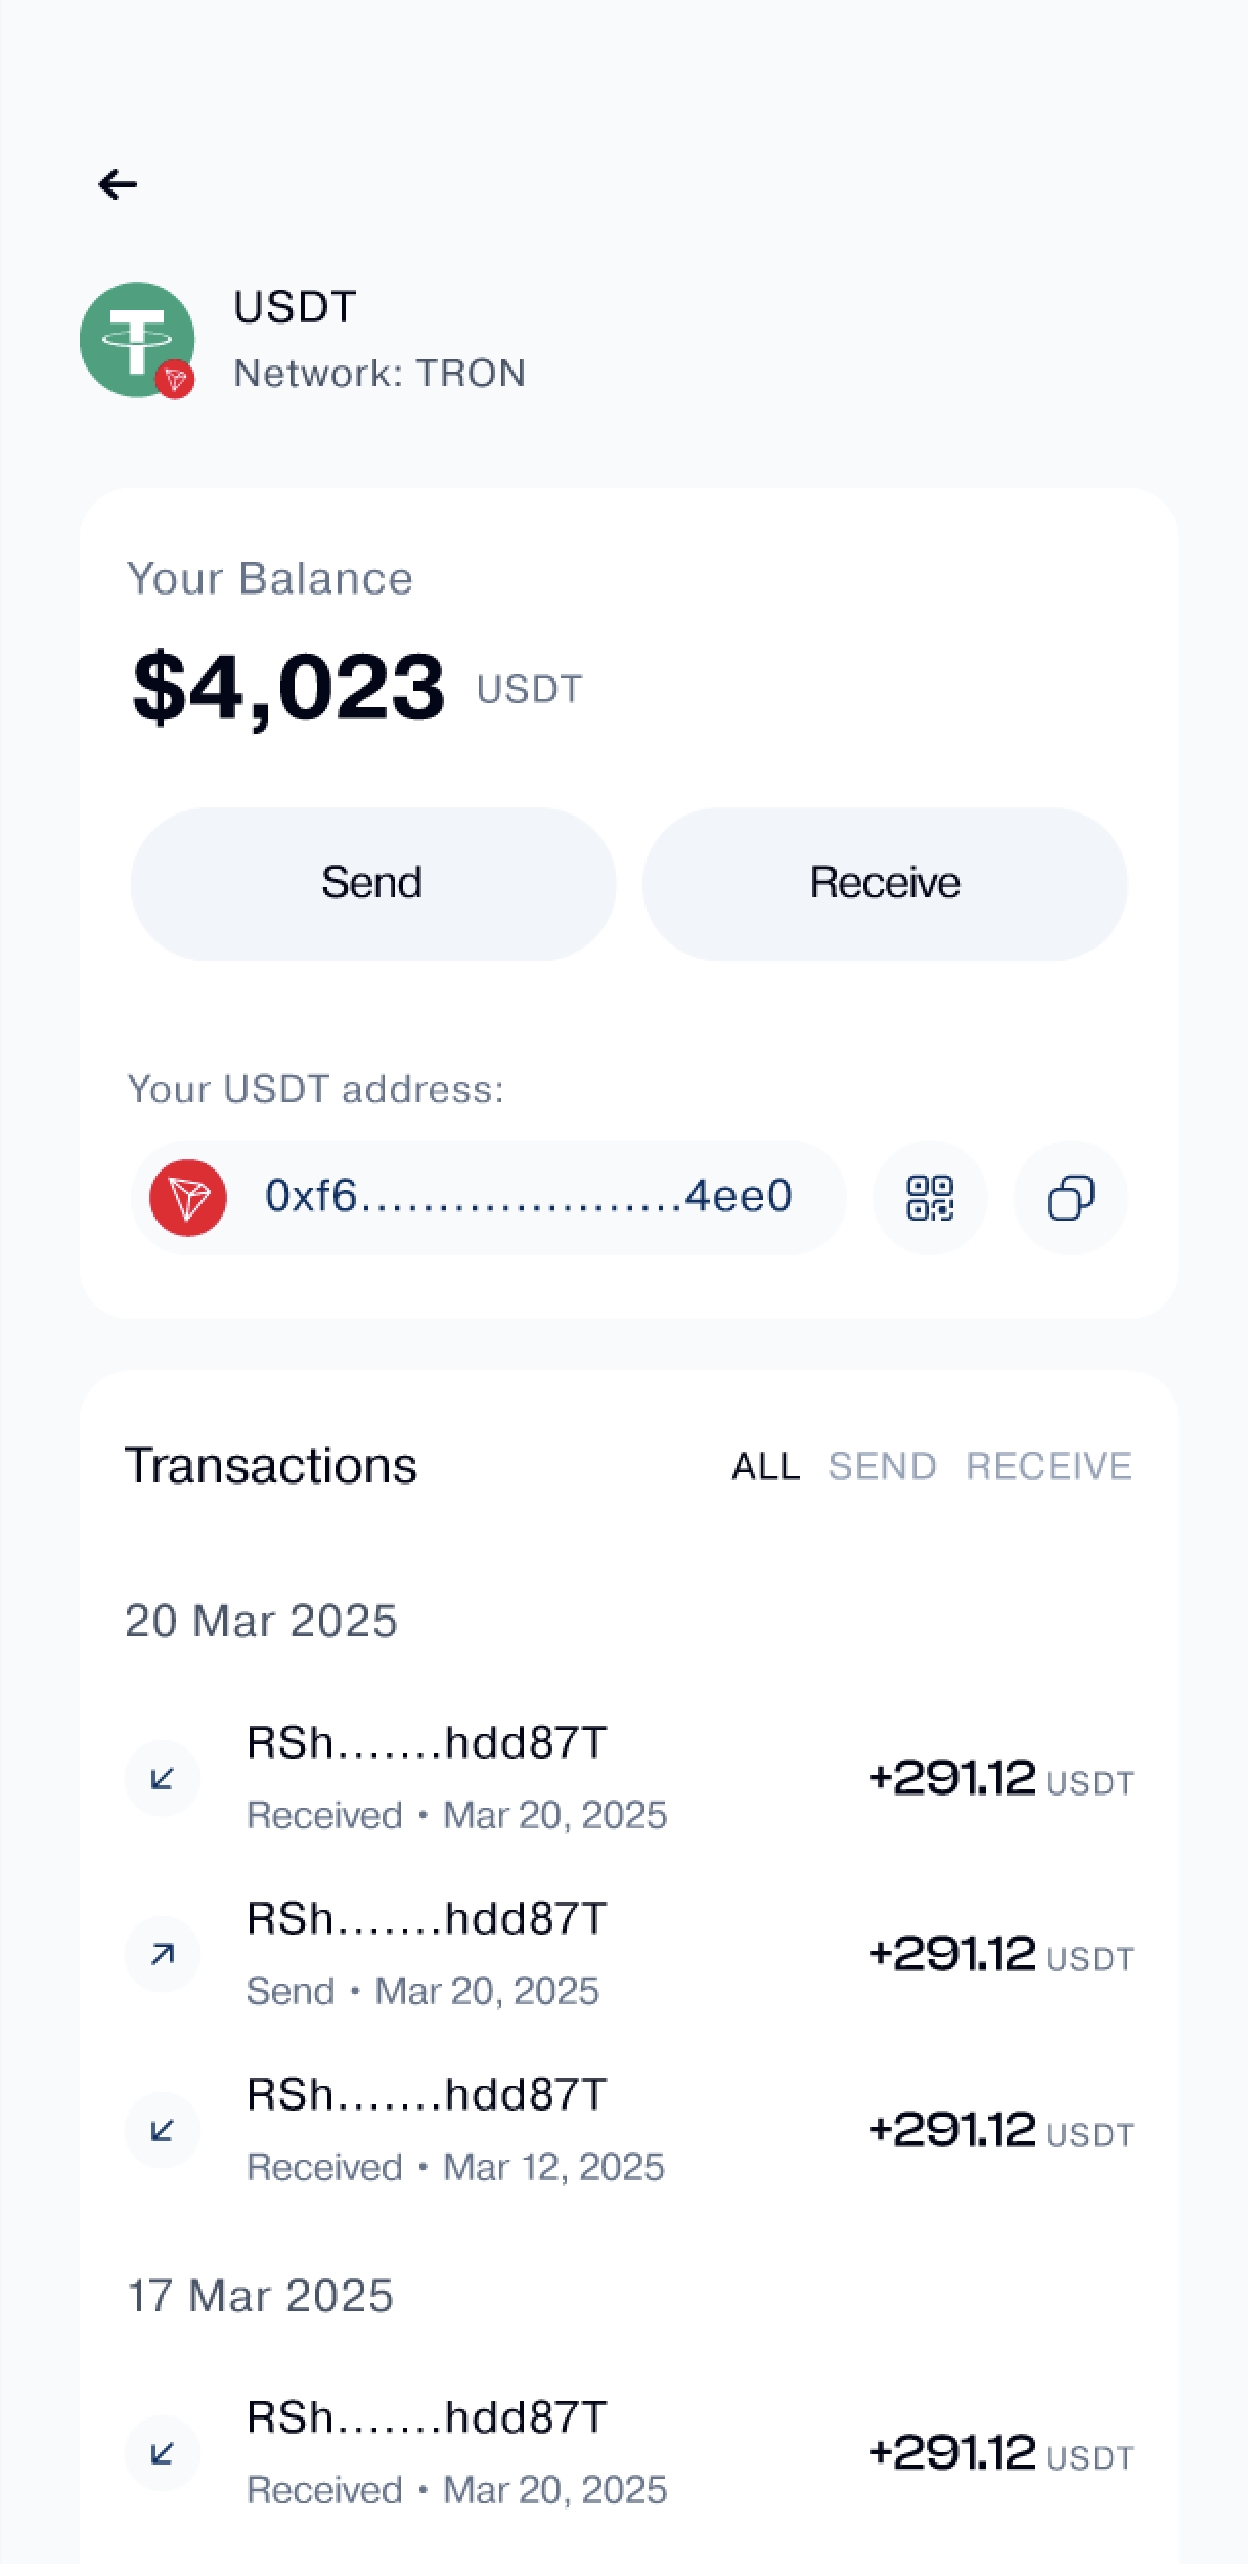 USDT
Network: TRON
Your Balance
$4,023 USDT
Send
Receive
Your USDT address:
0xf6.....................4ee0
Transactions
ALL SEND RECEIVE
20 Mar 2025
RSh.......hdd87T
Received • Mar 20, 2025
+291.12 USDT
RSh.......hdd87T
Send • Mar 20, 2025
+291.12 USDT
RSh.......hdd87T
Received • Mar 12, 2025
+291.12 USDT
17 Mar 2025
RSh.......hdd87T
Received • Mar 20, 2025
+291.12 USDT